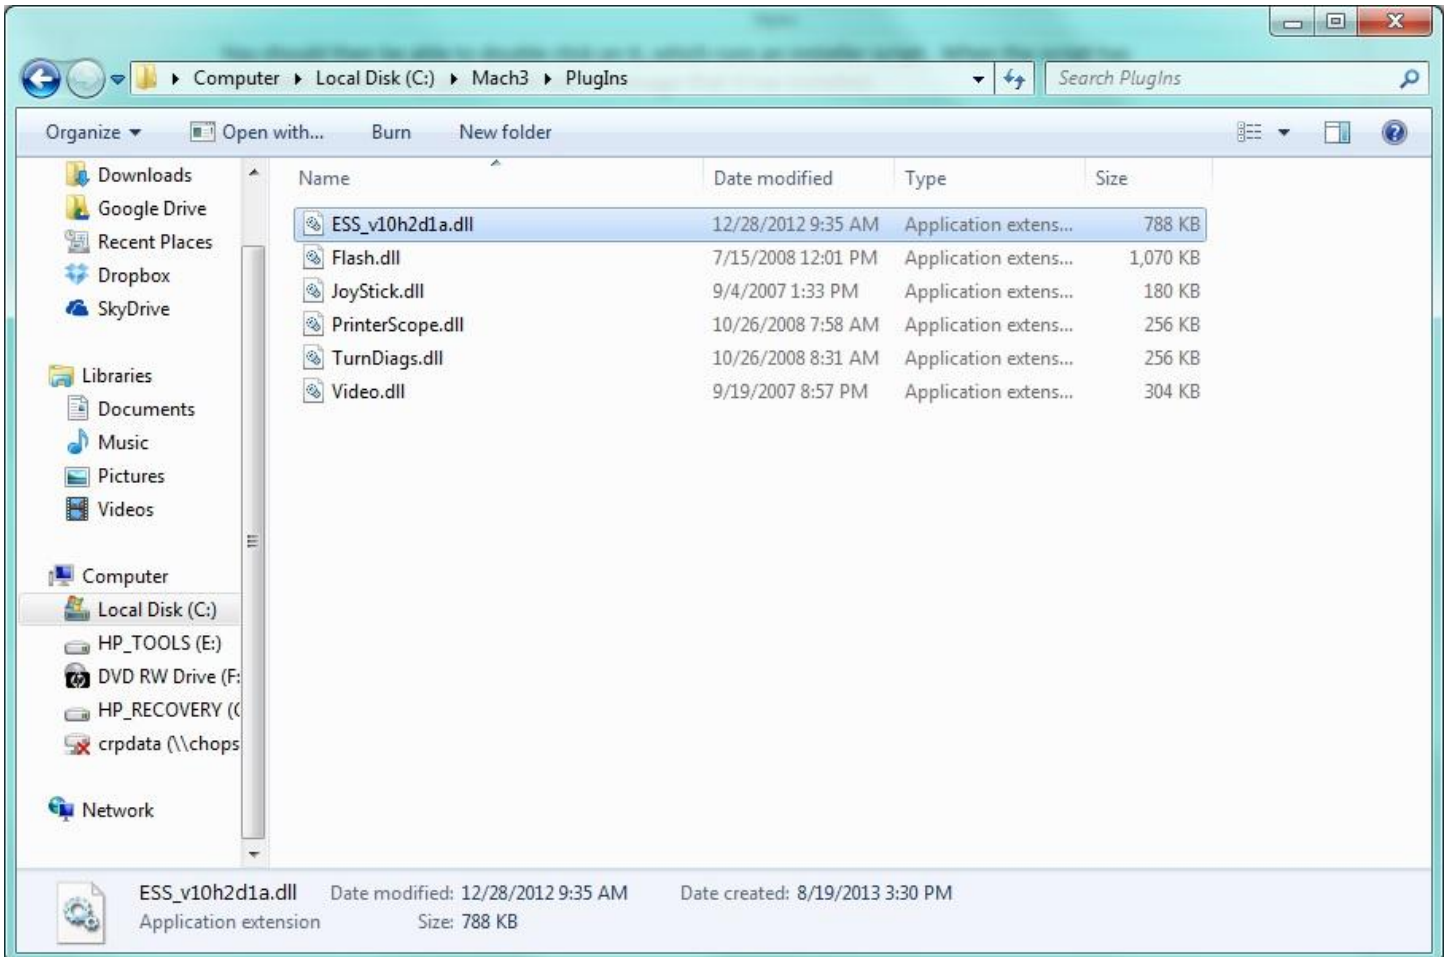 Computer ▸ Local Disk (C:) ▸ Mach3 ▸ PlugIns
Search PlugIns
Organize Open with... Burn New folder
Downloads
Google Drive
Recent Places
Dropbox
SkyDrive
Libraries
Documents
Music
Pictures
Videos
Computer
Local Disk (C:)
HP_TOOLS (E:)
DVD RW Drive (F:
HP_RECOVERY (
crpdata (\\chops
Network
Name Date modified Type Size
ESS_v10h2d1a.dll 12/28/2012 9:35 AM Application extens... 788 KB
Flash.dll 7/15/2008 12:01 PM Application extens... 1,070 KB
JoyStick.dll 9/4/2007 1:33 PM Application extens... 180 KB
PrinterScope.dll 10/26/2008 7:58 AM Application extens... 256 KB
TurnDiags.dll 10/26/2008 8:31 AM Application extens... 256 KB
Video.dll 9/19/2007 8:57 PM Application extens... 304 KB
ESS_v10h2d1a.dll Date modified: 12/28/2012 9:35 AM Date created: 8/19/2013 3:30 PM
Application extension Size: 788 KB